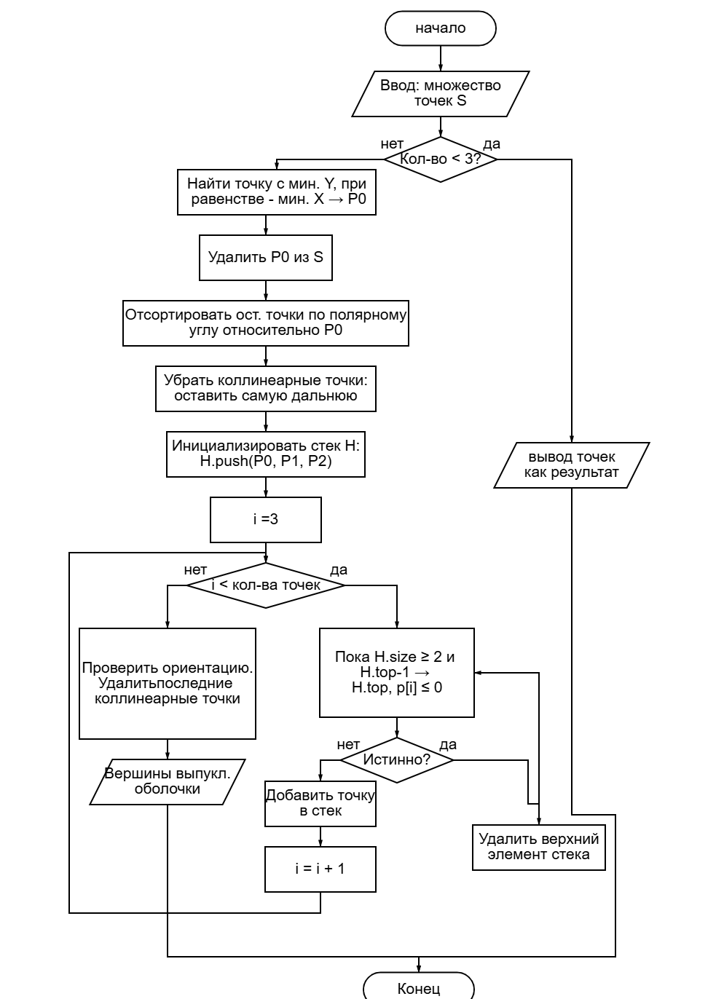 начало
Ввод: множество
точек S
нет
да
Кол-во < 3?
Найти точку с мин. Y, при
равенстве - мин. X → P0
Удалить P0 из S
Отсортировать ост. точки по полярному
углу относительно P0
Убрать коллинеарные точки:
оставить самую дальнюю
Инициализировать стек H:
H.push(P0, P1, P2)
вывод точек
как результат
i =3
нет
да
i < кол-ва точек
Проверить ориентацию.
Удалитьпоследние
коллинеарные точки
Пока H.size ≥ 2 и
H.top-1 →
H.top, p[i] ≤ 0
нет
да
Истинно?
Вершины выпукл.
оболочки
Добавить точку
в стек
Удалить верхний
элемент стека
i = i + 1
Конец